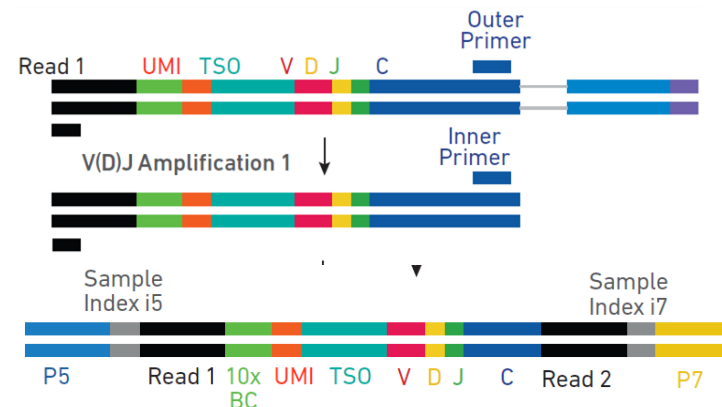 Outer
Primer
Read 1 UMI TSO V D J C
Inner
Primer
V(D)J Amplification 1
Sample
Index i5
Sample
Index i7
P5 Read 1 10x
BC UMI TSO V D J C Read 2 P7